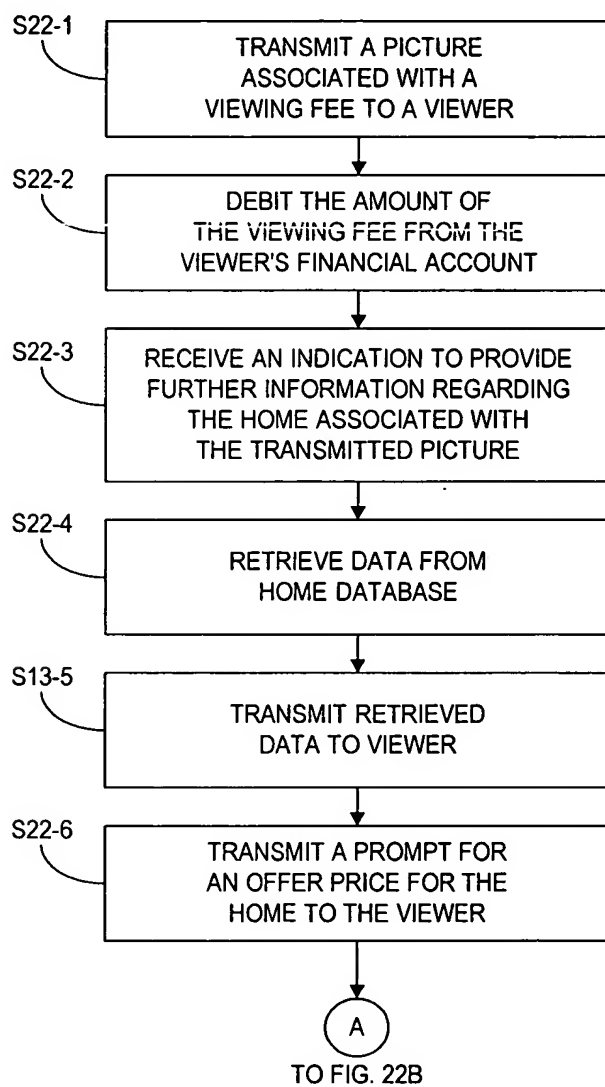 S22-1
TRANSMIT A PICTURE
ASSOCIATED WITH A
VIEWING FEE TO A VIEWER
S22-2
DEBIT THE AMOUNT OF
THE VIEWING FEE FROM THE
VIEWER'S FINANCIAL ACCOUNT
S22-3
RECEIVE AN INDICATION TO PROVIDE
FURTHER INFORMATION REGARDING
THE HOME ASSOCIATED WITH
THE TRANSMITTED PICTURE
S22-4
RETRIEVE DATA FROM
HOME DATABASE
S13-5
TRANSMIT RETRIEVED
DATA TO VIEWER
S22-6
TRANSMIT A PROMPT FOR
AN OFFER PRICE FOR THE
HOME TO THE VIEWER
A
TO FIG. 22B